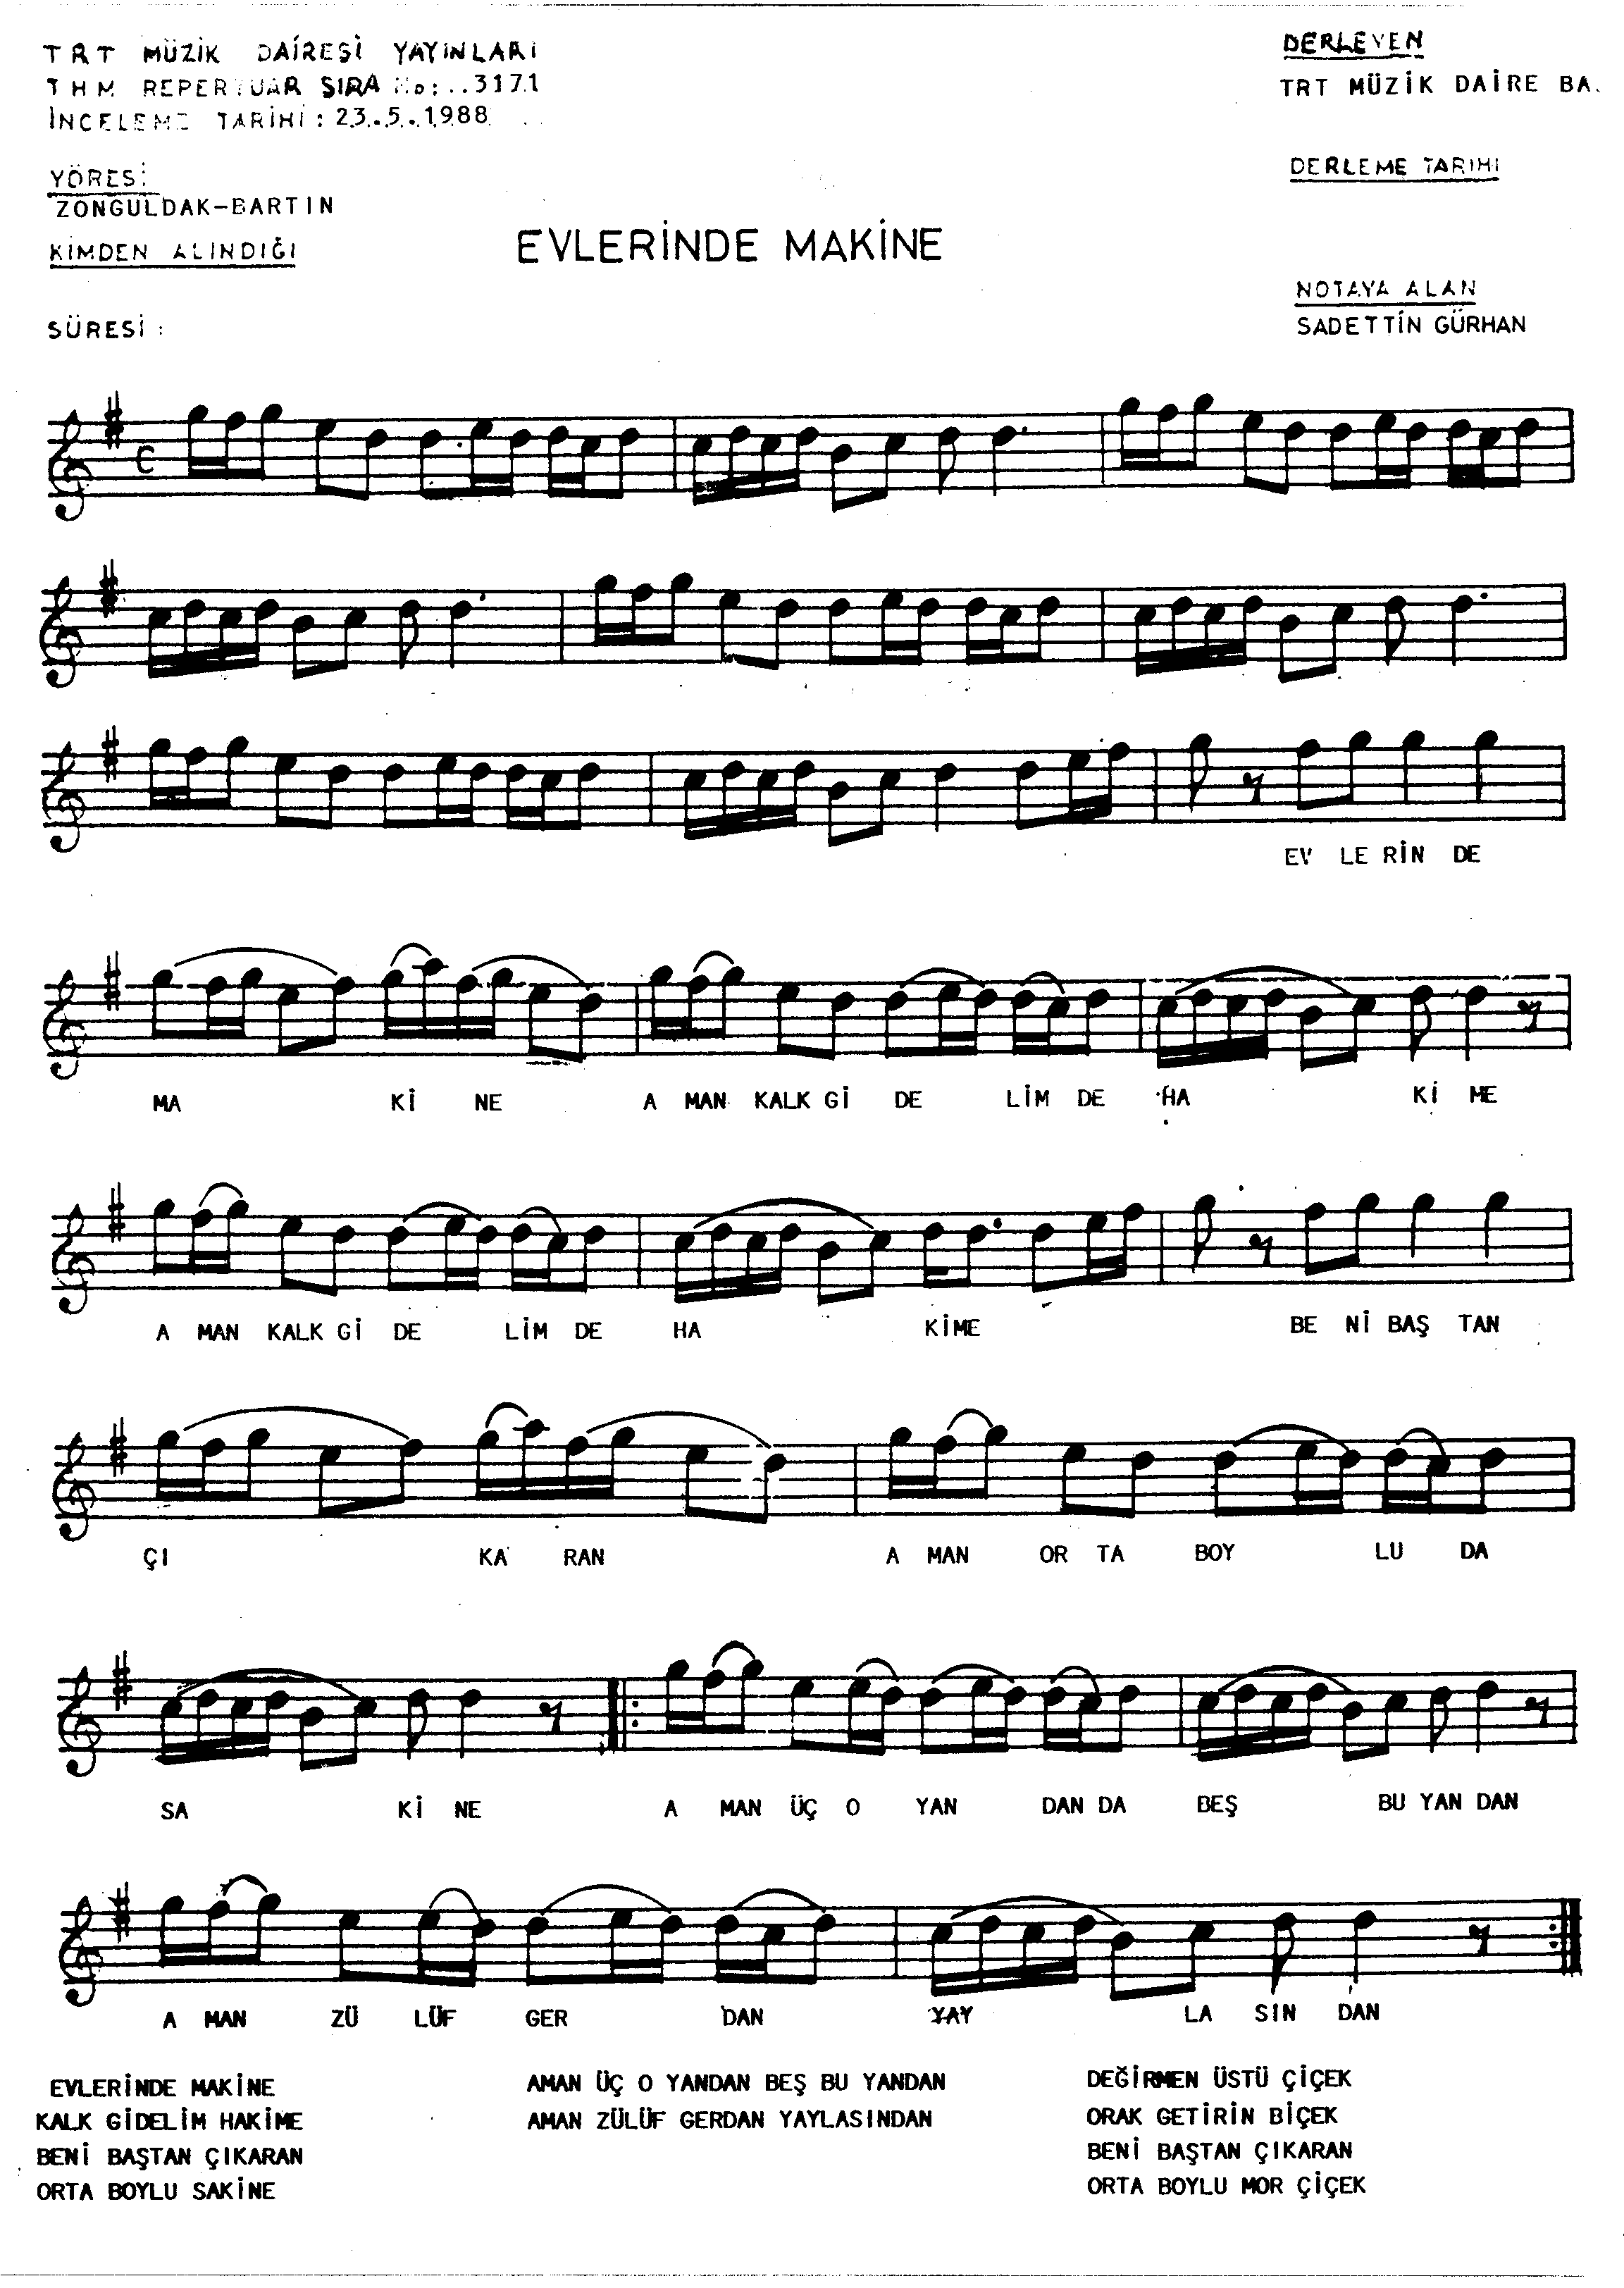 TRT MÜZİK DAİRESİ YAYINLARI
THM REPERTUAR SIRA No: ..3171
İNCELEME TARİHİ : 23.5.1988
YÖRESİ:
ZONGULDAK-BARTIN
KİMDEN ALINDIĞI
SÜRESİ :
EVLERİNDE MAKİNE
DERLEYEN
TRT MÜZİK DAİRE BA.
DERLEME TARIHI
NOTAYA ALAN
SADETTİN GÜRHAN
EV LE RİN DE
MA Kİ NE A MAN KALK Gİ DE LİM DE HA Kİ ME
A MAN KALK Gİ DE LİM DE HA KİME BE Nİ BAŞ TAN
ÇI KA RAN A MAN OR TA BOY LU DA
SA Kİ NE A MAN ÜÇ O YAN DAN DA BEŞ BU YAN DAN
A MAN ZÜ LÜF GER DAN YAY LA SIN DAN
EVLERİNDE MAKİNE
KALK GİDELİM HAKİME
BENİ BAŞTAN ÇIKARAN
ORTA BOYLU SAKİNE
AMAN ÜÇ O YANDAN BEŞ BU YANDAN
AMAN ZÜLÜF GERDAN YAYLASINDAN
DEĞİRMEN ÜSTÜ ÇİÇEK
ORAK GETİRİN BİÇEK
BENİ BAŞTAN ÇIKARAN
ORTA BOYLU MOR ÇİÇEK